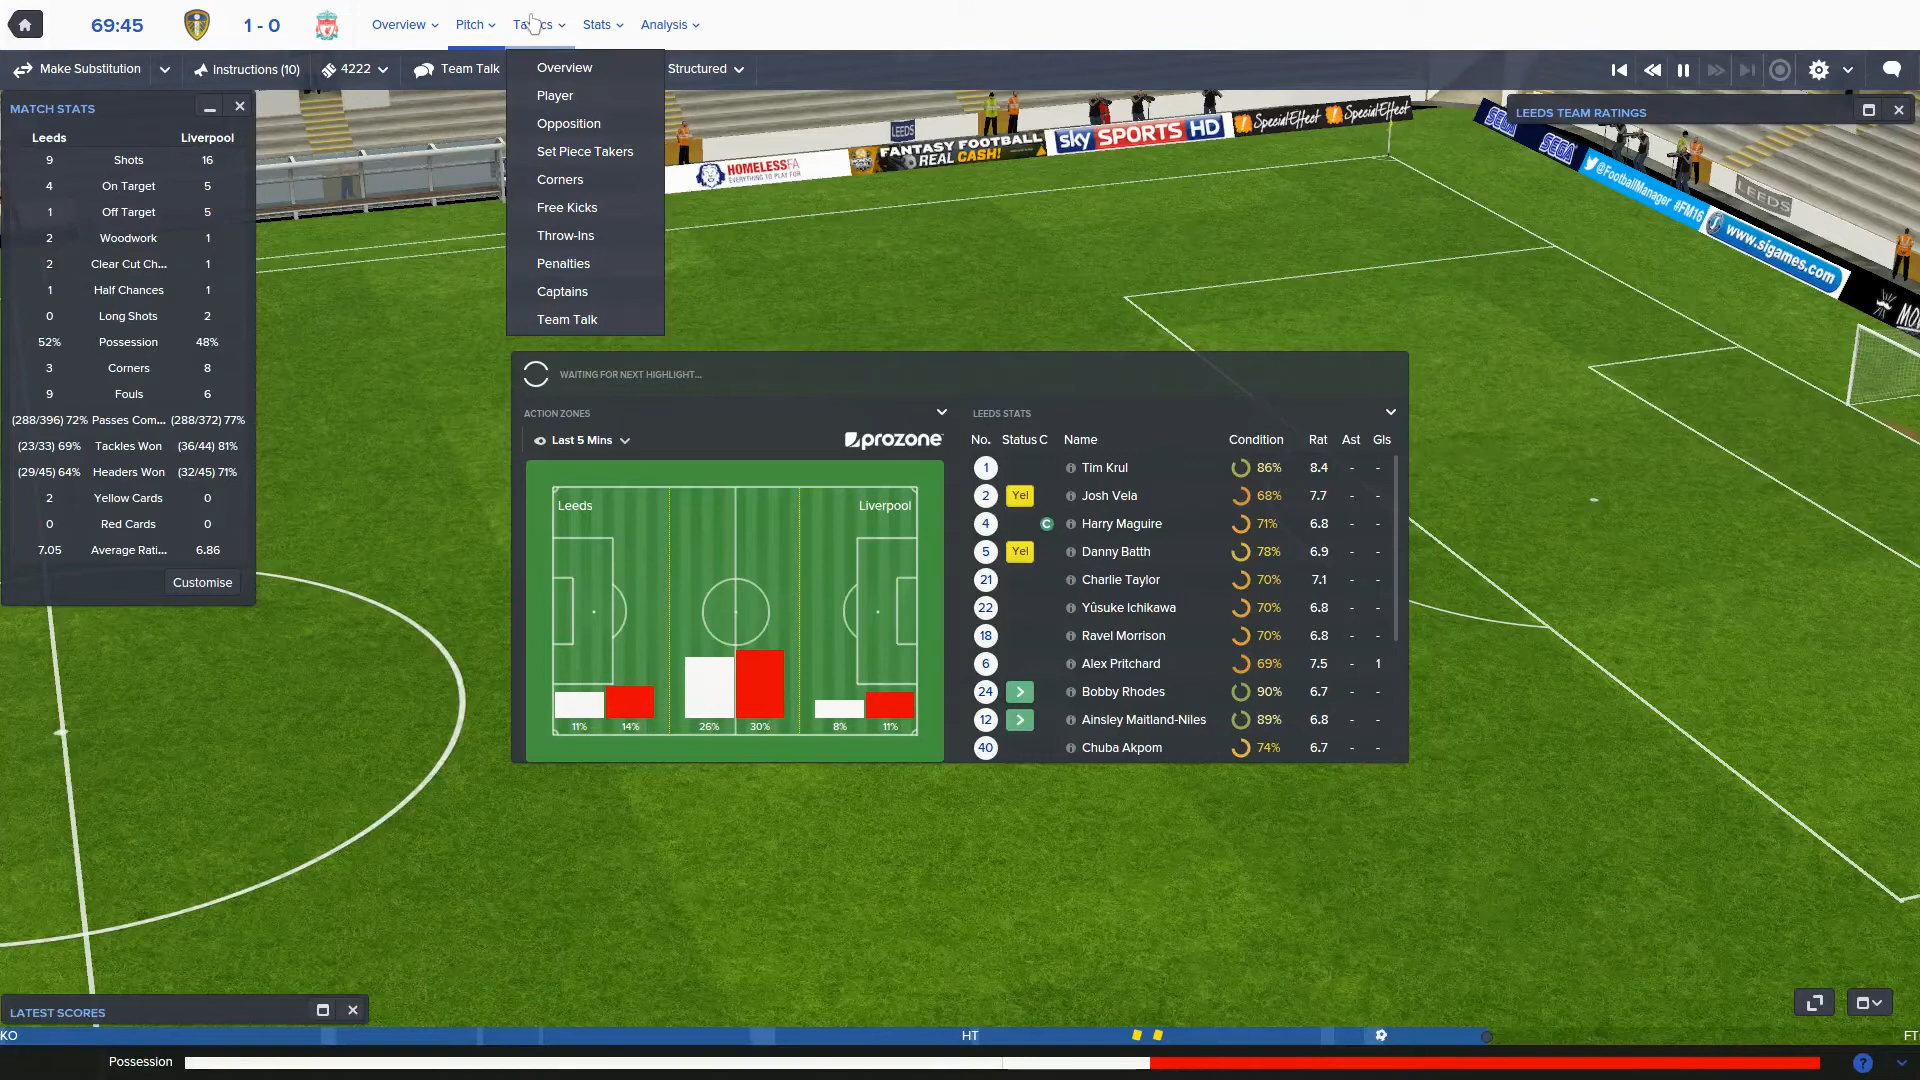 69:45
1 - 0
Overview
Pitch
Stats
Analysis
Make Substitution
Instructions (10)
4222
Team Talk
Structured
Overview
Player
Opposition
Set Piece Takers
Corners
Free Kicks
Throw-Ins
Penalties
Captains
Team Talk
MATCH STATS
Leeds Liverpool
9 Shots 16
4 On Target 5
1 Off Target 5
2 Woodwork 1
2 Clear Cut Ch... 1
1 Half Chances 1
0 Long Shots 2
52% Possession 48%
3 Corners 8
9 Fouls 6
(288/396) 72% Passes Com... (288/372) 77%
(23/33) 69% Tackles Won (36/44) 81%
(29/45) 64% Headers Won (32/45) 71%
2 Yellow Cards 0
0 Red Cards 0
7.05 Average Rati... 6.86
Customise
LEEDS
HOMELESSFA
EVERYTHING TO PLAY FOR
FANTASY FOOTBALL
REAL CASH!
sky SPORTS HD
SpecialEffect
SpecialEffect
SEGA
SEGA
@FootballManager #FM16
LEEDS
www.sigames.com
LEEDS TEAM RATINGS
WAITING FOR NEXT HIGHLIGHT...
ACTION ZONES
Last 5 Mins
prozone
Leeds Liverpool
11% 14% 26% 30% 8% 11%
LEEDS STATS
No. Status C Name Condition Rat Ast Gls
1 Tim Krul 86% 8.4 - -
2 Yel Josh Vela 68% 7.7 - -
4 C Harry Maguire 71% 6.8 - -
5 Yel Danny Batth 78% 6.9 - -
21 Charlie Taylor 70% 7.1 - -
22 Yûsuke Ichikawa 70% 6.8 - -
18 Ravel Morrison 70% 6.8 - -
6 Alex Pritchard 69% 7.5 - 1
24 Bobby Rhodes 90% 6.7 - -
12 Ainsley Maitland-Niles 89% 6.8 - -
40 Chuba Akpom 74% 6.7 - -
LATEST SCORES
KO HT FT
Possession
?